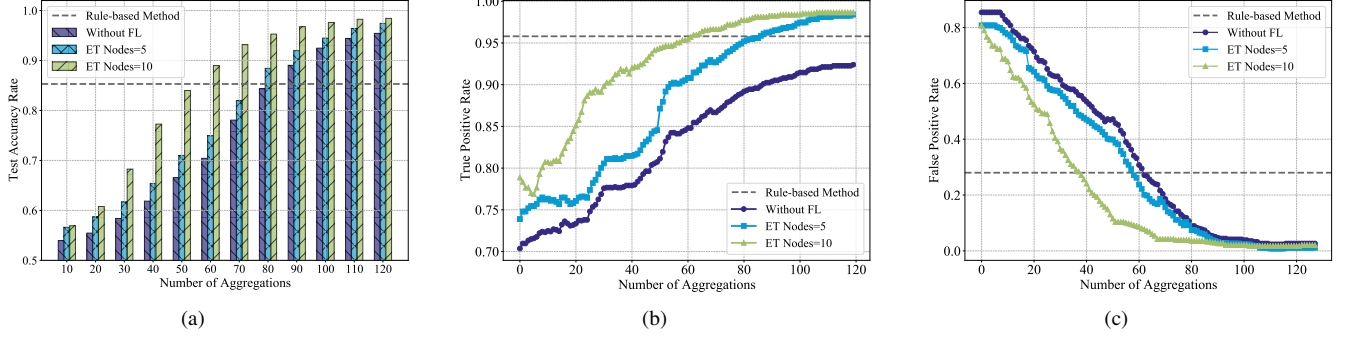 Test Accuracy Rate
1.0
0.9
0.8
0.7
0.6
0.5
Rule-based Method
Without FL
ET Nodes=5
ET Nodes=10
10 20 30 40 50 60 70 80 90 100 110 120
Number of Aggregations
(a)
True Positive Rate
1.00
0.95
0.90
0.85
0.80
0.75
0.70
Rule-based Method
Without FL
ET Nodes=5
ET Nodes=10
0 20 40 60 80 100 120
Number of Aggregations
(b)
False Positive Rate
0.8
0.6
0.4
0.2
0.0
Rule-based Method
Without FL
ET Nodes=5
ET Nodes=10
0 20 40 60 80 100 120
Number of Aggregations
(c)